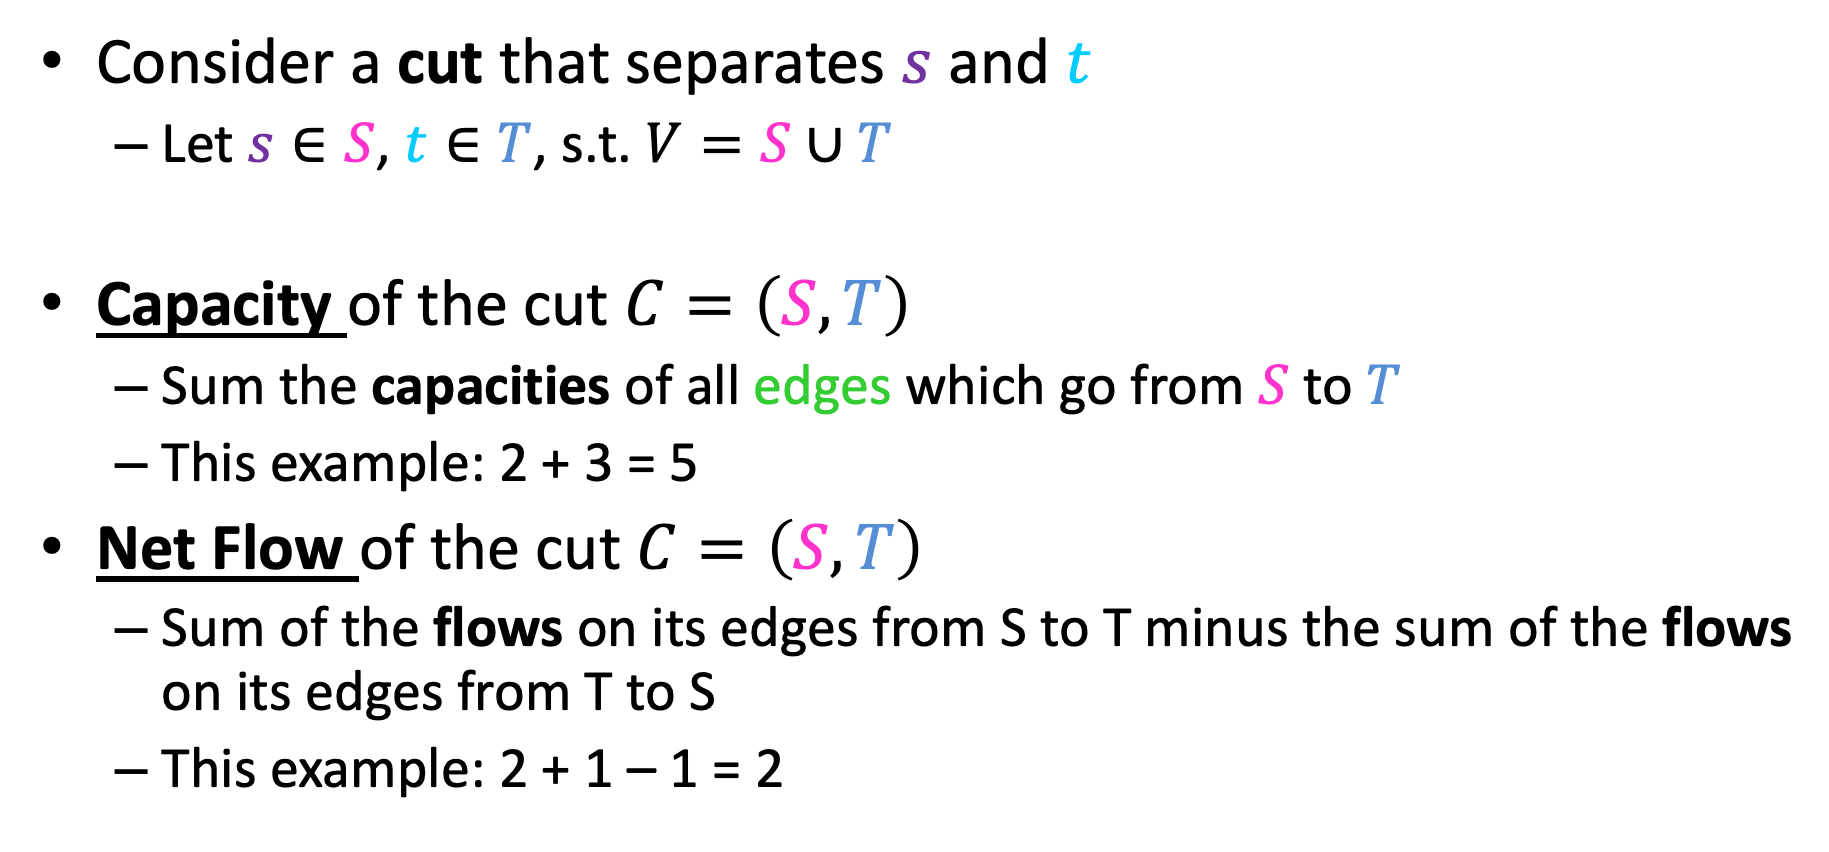 • Consider a cut that separates s and t
– Let s ∈ S, t ∈ T, s.t. V = S ∪ T
• Capacity of the cut C = (S, T)
– Sum the capacities of all edges which go from S to T
– This example: 2 + 3 = 5
• Net Flow of the cut C = (S, T)
– Sum of the flows on its edges from S to T minus the sum of the flows
on its edges from T to S
– This example: 2 + 1 – 1 = 2